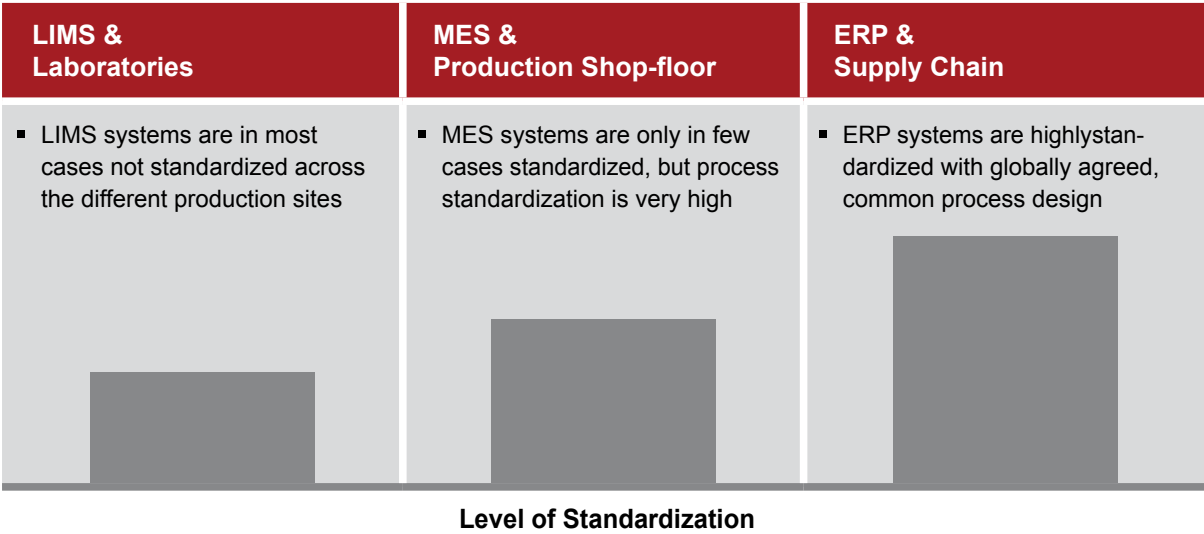 LIMS &
Laboratories
MES &
Production Shop-floor
ERP &
Supply Chain
▪ LIMS systems are in most
cases not standardized across
the different production sites
▪ MES systems are only in few
cases standardized, but process
standardization is very high
▪ ERP systems are highlystan-
dardized with globally agreed,
common process design
Level of Standardization